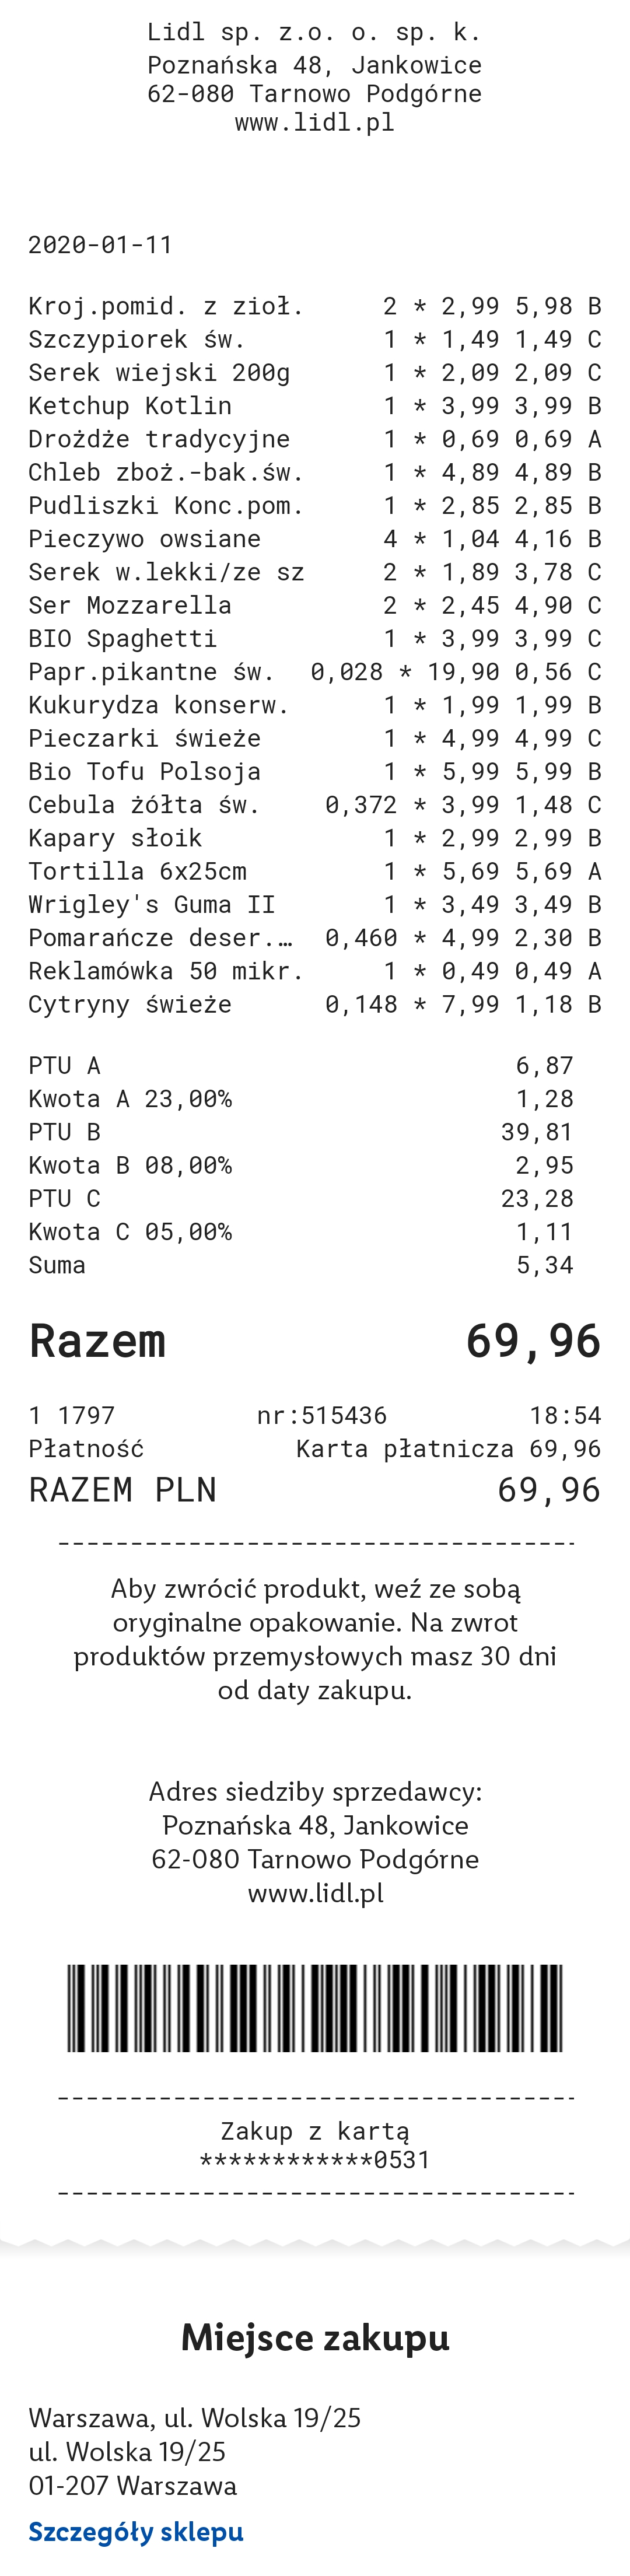 Lidl sp. z.o. o. sp. k.
Poznańska 48, Jankowice
62-080 Tarnowo Podgórne
www.lidl.pl
2020-01-11
Kroj.pomid. z zioł. 2 * 2,99 5,98 B
Szczypiorek św. 1 * 1,49 1,49 C
Serek wiejski 200g 1 * 2,09 2,09 C
Ketchup Kotlin 1 * 3,99 3,99 B
Drożdże tradycyjne 1 * 0,69 0,69 A
Chleb zboż.-bak.św. 1 * 4,89 4,89 B
Pudliszki Konc.pom. 1 * 2,85 2,85 B
Pieczywo owsiane 4 * 1,04 4,16 B
Serek w.lekki/ze sz 2 * 1,89 3,78 C
Ser Mozzarella 2 * 2,45 4,90 C
BIO Spaghetti 1 * 3,99 3,99 C
Papr.pikantne św. 0,028 * 19,90 0,56 C
Kukurydza konserw. 1 * 1,99 1,99 B
Pieczarki świeże 1 * 4,99 4,99 C
Bio Tofu Polsoja 1 * 5,99 5,99 B
Cebula żółta św. 0,372 * 3,99 1,48 C
Kapary słoik 1 * 2,99 2,99 B
Tortilla 6x25cm 1 * 5,69 5,69 A
Wrigley's Guma II 1 * 3,49 3,49 B
Pomarańcze deser.… 0,460 * 4,99 2,30 B
Reklamówka 50 mikr. 1 * 0,49 0,49 A
Cytryny świeże 0,148 * 7,99 1,18 B
PTU A 6,87
Kwota A 23,00% 1,28
PTU B 39,81
Kwota B 08,00% 2,95
PTU C 23,28
Kwota C 05,00% 1,11
Suma 5,34
Razem 69,96
1 1797 nr:515436 18:54
Płatność Karta płatnicza 69,96
RAZEM PLN 69,96
------------------------------------
Aby zwrócić produkt, weź ze sobą
oryginalne opakowanie. Na zwrot
produktów przemysłowych masz 30 dni
od daty zakupu.
Adres siedziby sprzedawcy:
Poznańska 48, Jankowice
62-080 Tarnowo Podgórne
www.lidl.pl
------------------------------------
Zakup z kartą
************0531
------------------------------------
Miejsce zakupu
Warszawa, ul. Wolska 19/25
ul. Wolska 19/25
01-207 Warszawa
Szczegóły sklepu